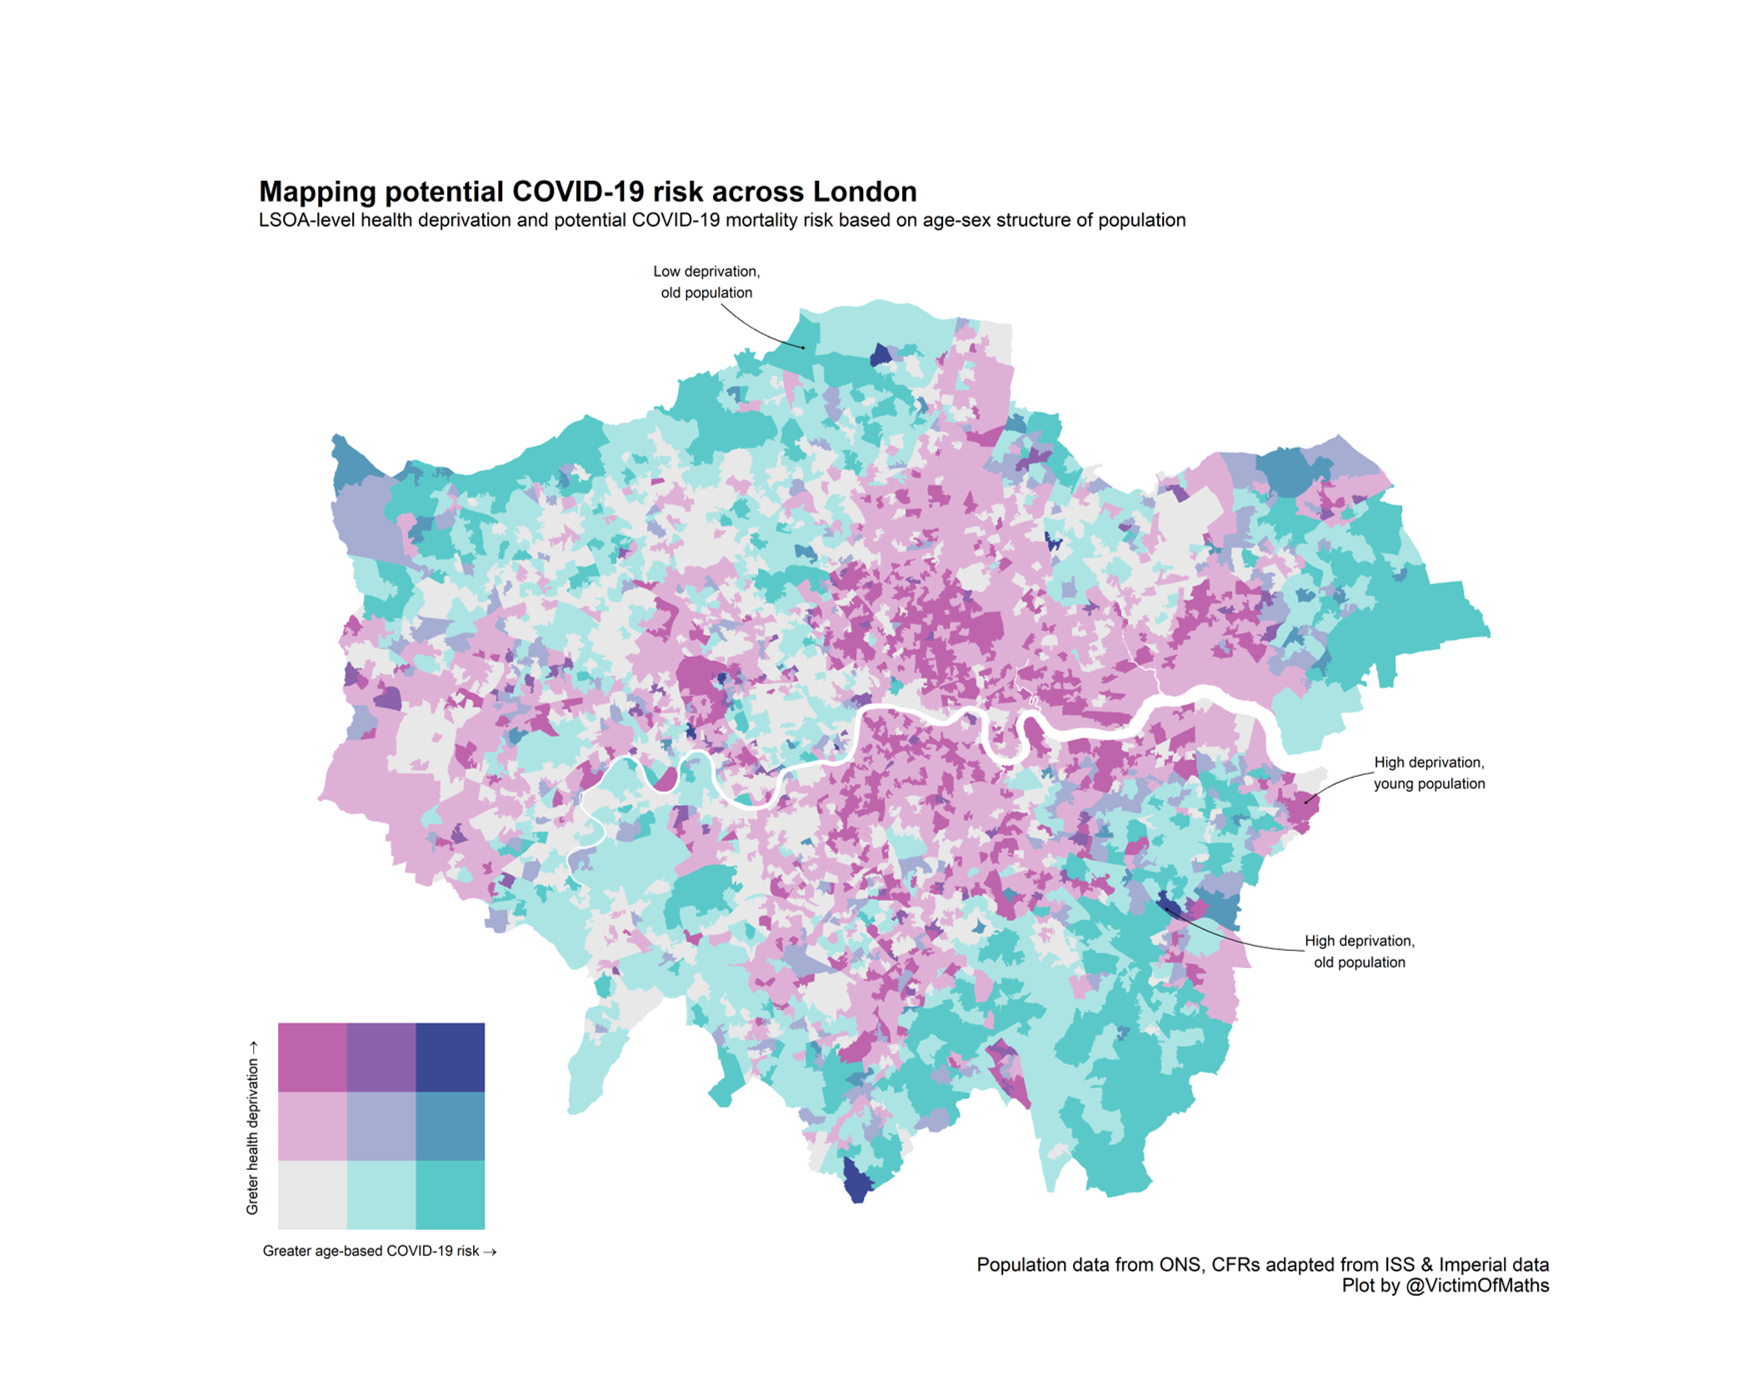 Mapping potential COVID-19 risk across London
LSOA-level health deprivation and potential COVID-19 mortality risk based on age-sex structure of population
Low deprivation,
old population
High deprivation,
young population
High deprivation,
old population
Greter health deprivation →
Greater age-based COVID-19 risk →
Population data from ONS, CFRs adapted from ISS & Imperial data
Plot by @VictimOfMaths